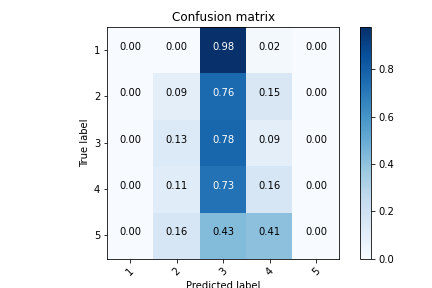 Confusion matrix
1 0.00 0.00 0.98 0.02 0.00
2 0.00 0.09 0.76 0.15 0.00
3 0.00 0.13 0.78 0.09 0.00
4 0.00 0.11 0.73 0.16 0.00
5 0.00 0.16 0.43 0.41 0.00
1 2 3 4 5
True label
Predicted label
0.8
0.6
0.4
0.2
0.0